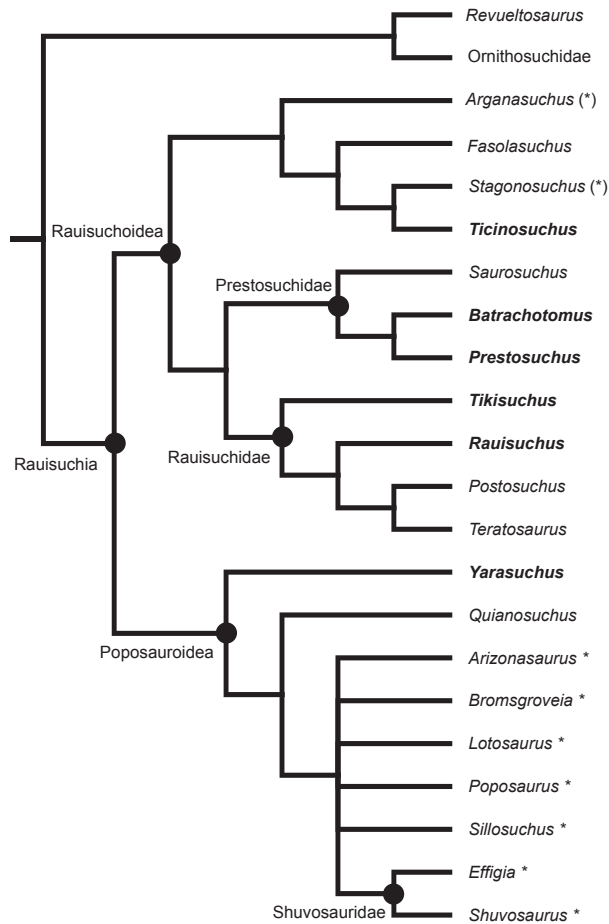 Revueltosaurus
Ornithosuchidae
Arganasuchus (*)
Fasolasuchus
Stagonosuchus (*)
Rauisuchoidea
Ticinosuchus
Saurosuchus
Prestosuchidae
Batrachotomus
Prestosuchus
Tikisuchus
Rauisuchus
Rauisuchidae
Rauisuchia
Postosuchus
Teratosaurus
Yarasuchus
Quianosuchus
Poposauroidea
Arizonasaurus *
Bromsgroveia *
Lotosaurus *
Poposaurus *
Sillosuchus *
Effigia *
Shuvosauridae
Shuvosaurus *